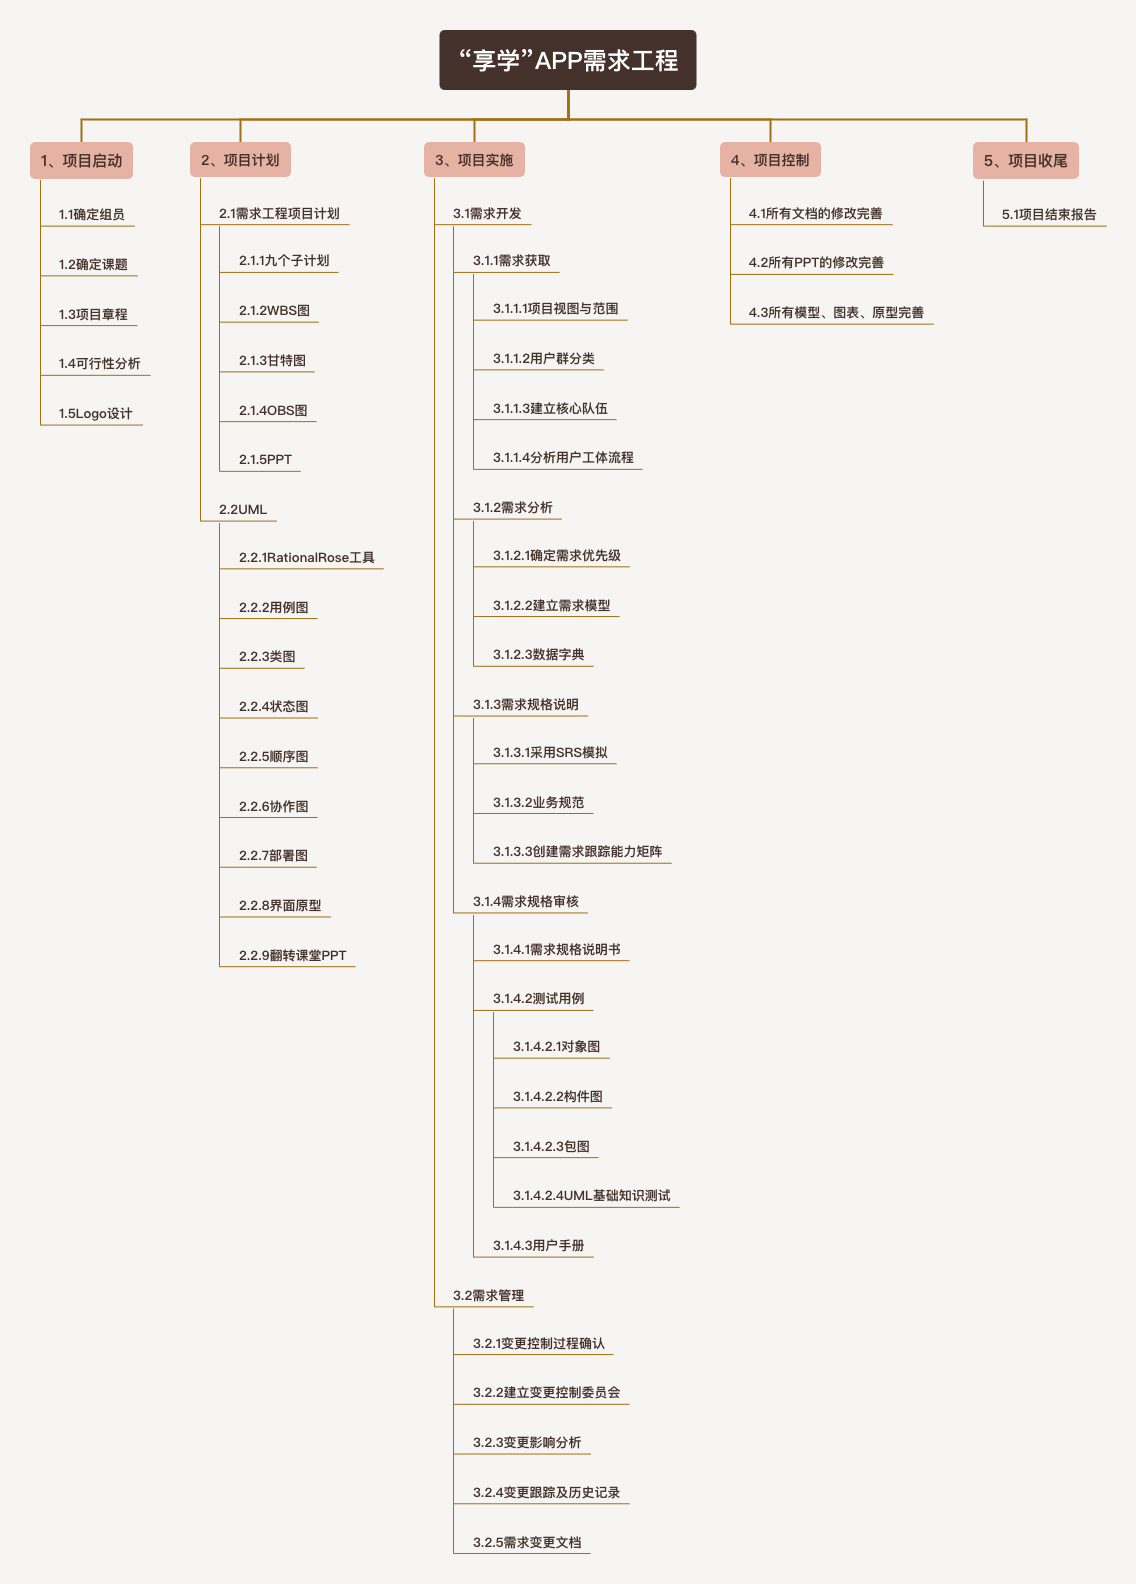 “享学”APP需求工程
1、项目启动
1.1确定组员
1.2确定课题
1.3项目章程
1.4可行性分析
1.5Logo设计
2、项目计划
2.1需求工程项目计划
2.1.1九个子计划
2.1.2WBS图
2.1.3甘特图
2.1.4OBS图
2.1.5PPT
2.2UML
2.2.1RationalRose工具
2.2.2用例图
2.2.3类图
2.2.4状态图
2.2.5顺序图
2.2.6协作图
2.2.7部署图
2.2.8界面原型
2.2.9翻转课堂PPT
3、项目实施
3.1需求开发
3.1.1需求获取
3.1.1.1项目视图与范围
3.1.1.2用户群分类
3.1.1.3建立核心队伍
3.1.1.4分析用户工体流程
3.1.2需求分析
3.1.2.1确定需求优先级
3.1.2.2建立需求模型
3.1.2.3数据字典
3.1.3需求规格说明
3.1.3.1采用SRS模拟
3.1.3.2业务规范
3.1.3.3创建需求跟踪能力矩阵
3.1.4需求规格审核
3.1.4.1需求规格说明书
3.1.4.2测试用例
3.1.4.2.1对象图
3.1.4.2.2构件图
3.1.4.2.3包图
3.1.4.2.4UML基础知识测试
3.1.4.3用户手册
3.2需求管理
3.2.1变更控制过程确认
3.2.2建立变更控制委员会
3.2.3变更影响分析
3.2.4变更跟踪及历史记录
3.2.5需求变更文档
4、项目控制
4.1所有文档的修改完善
4.2所有PPT的修改完善
4.3所有模型、图表、原型完善
5、项目收尾
5.1项目结束报告